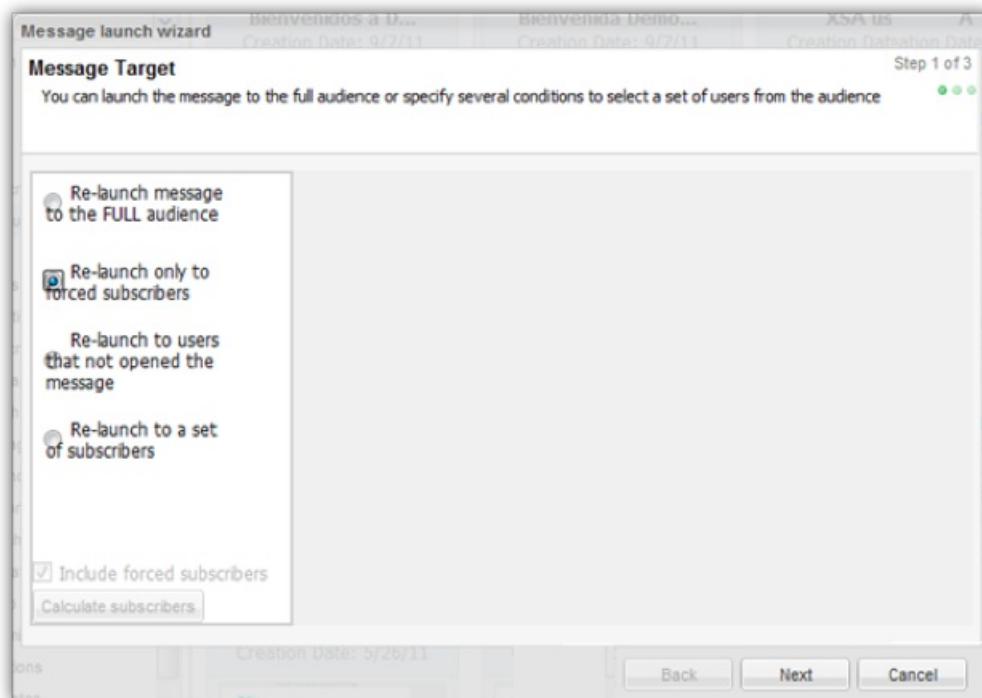 Bienvenidos a D...
Bienvenida Demo...
XSA us
A
Message launch wizard
Creation Date: 9/7/11
Creation Date: 9/7/11
Creation Date
Message Target
Step 1 of 3
You can launch the message to the full audience or specify several conditions to select a set of users from the audience
Re-launch message
to the FULL audience
Re-launch only to
forced subscribers
Re-launch to users
that not opened the
message
Re-launch to a set
of subscribers
Include forced subscribers
Calculate subscribers
Creation Date: 5/26/11
Back
Next
Cancel